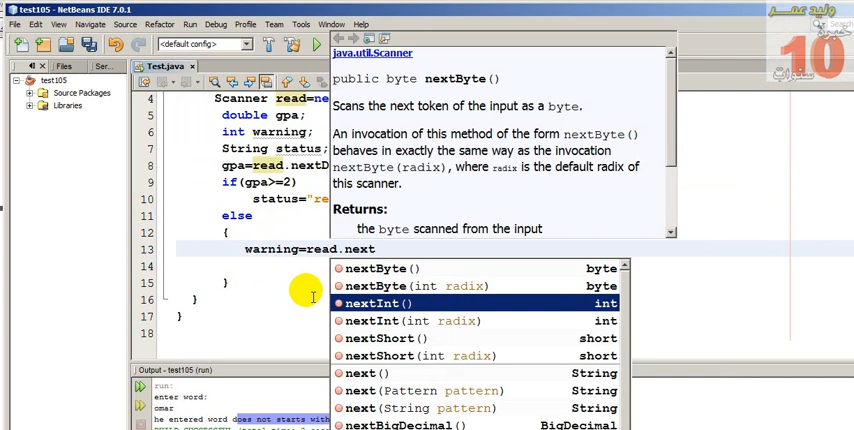 test105 - NetBeans IDE 7.0.1
File Edit View Navigate Source Refactor Run Debug Profile Team Tools Window Help
<default config>
Files Ser...
test105
Source Packages
Libraries
Test.java
4 Scanner read=ne
5 double gpa;
6 int warning;
7 String status;
8 gpa=read.nextD
9 if(gpa>=2)
10 status="re
11 else
12 {
13 warning=read.next
14
15 }
16 }
17 }
18
java.util.Scanner
public byte nextByte()
Scans the next token of the input as a byte.
An invocation of this method of the form nextByte()
behaves in exactly the same way as the invocation
nextByte(radix), where radix is the default radix of
this scanner.
Returns:
the byte scanned from the input
nextByte() byte
nextByte(int radix) byte
nextInt() int
nextInt(int radix) int
nextShort() short
nextShort(int radix) short
next() String
next(Pattern pattern) String
next(String pattern) String
nextBigDecimal() BigDecimal
Output - test105 (run)
run:
enter word:
omar
he entered word does not starts with
وليد عمر
خبرة
10
سنوات